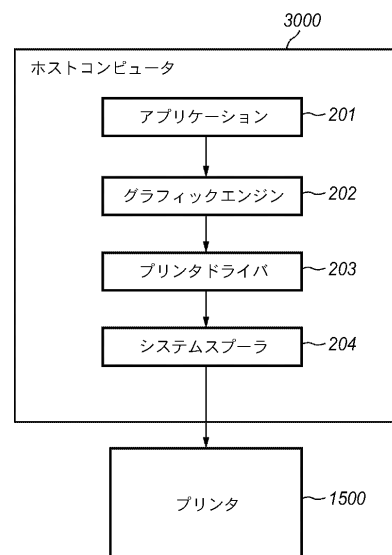 3000
ホストコンピュータ
アプリケーション
201
グラフィックエンジン
202
プリンタドライバ
203
システムスプーラ
204
プリンタ
1500